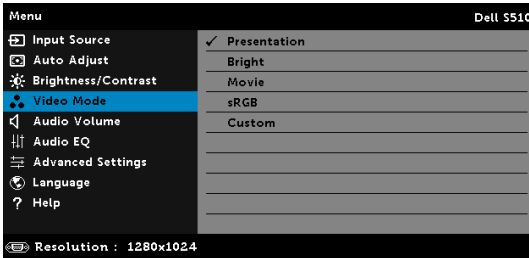 Menu
Dell S510
Input Source
Auto Adjust
Brightness/Contrast
Video Mode
Audio Volume
Audio EQ
Advanced Settings
Language
? Help
✓ Presentation
Bright
Movie
sRGB
Custom
Resolution : 1280x1024